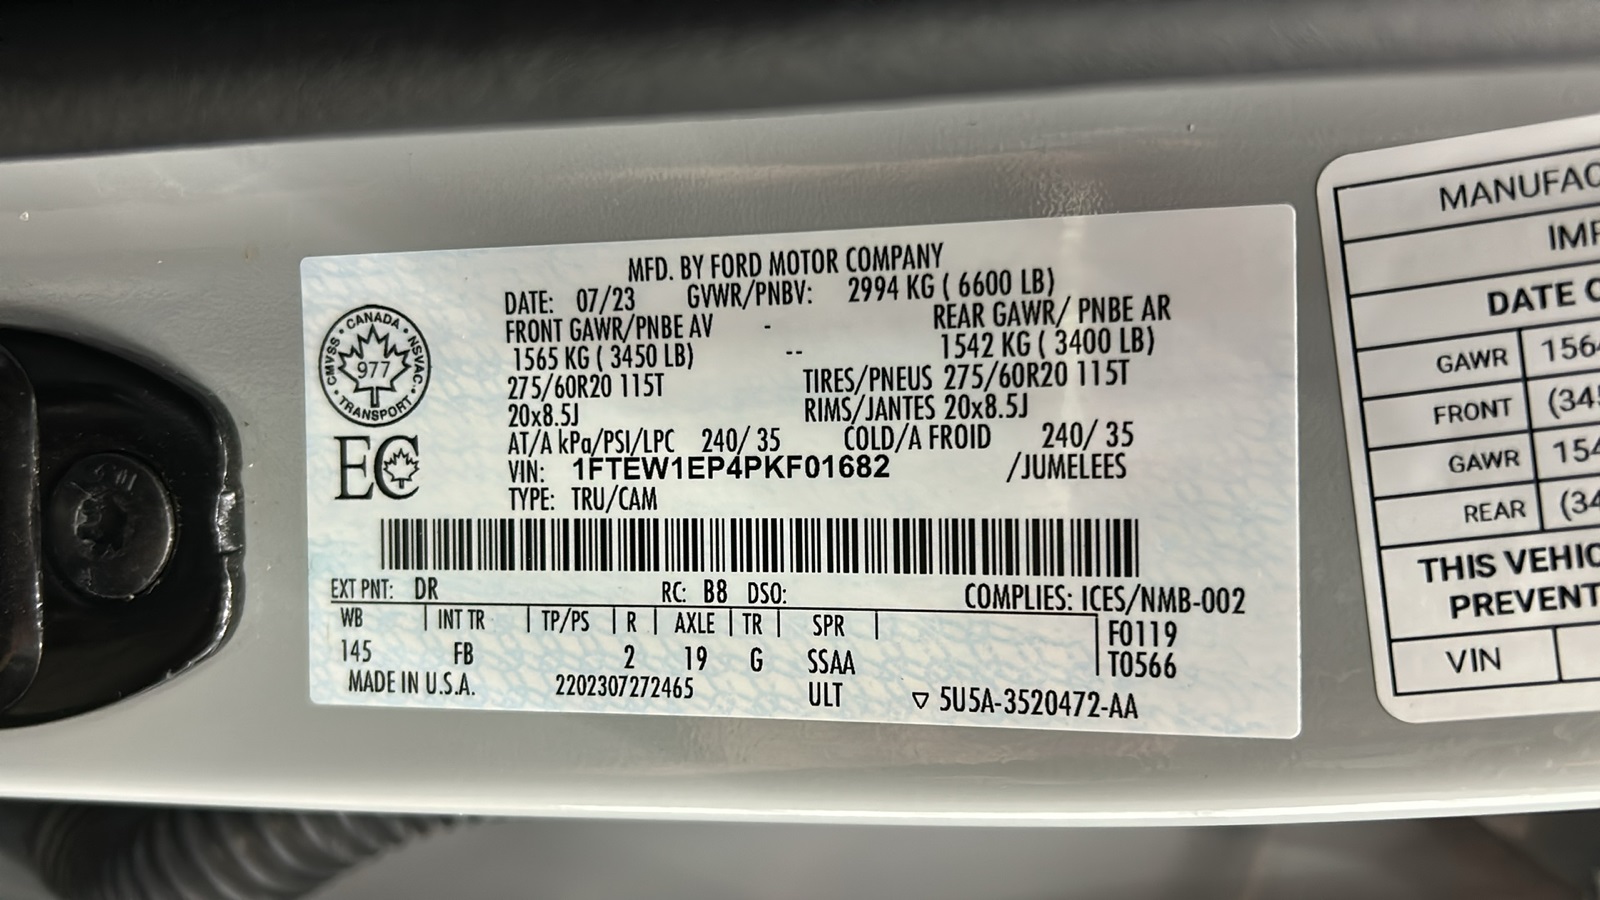 MFD. BY FORD MOTOR COMPANY
DATE: 07/23 GVWR/PNBV: 2994 KG ( 6600 LB)
FRONT GAWR/PNBE AV - REAR GAWR/ PNBE AR
1565 KG ( 3450 LB) -- 1542 KG ( 3400 LB)
275/60R20 115T TIRES/PNEUS 275/60R20 115T
20x8.5J RIMS/JANTES 20x8.5J
AT/A kPa/PSI/LPC 240/ 35 COLD/A FROID 240/ 35
VIN: 1FTEW1EP4PKF01682 /JUMELEES
TYPE: TRU/CAM
CANADA
CMVSS NSVAC
977
TRANSPORT
EC
EXT PNT: DR RC: B8 DSO: COMPLIES: ICES/NMB-002
WB INT TR TP/PS R AXLE TR SPR F0119
145 FB 2 19 G SSAA T0566
MADE IN U.S.A. 2202307272465 ULT ▽ 5U5A-3520472-AA
MANUFAC
IMP
DATE O
GAWR 1564
FRONT (345
GAWR 154
REAR (34
THIS VEHIC
PREVENT
VIN